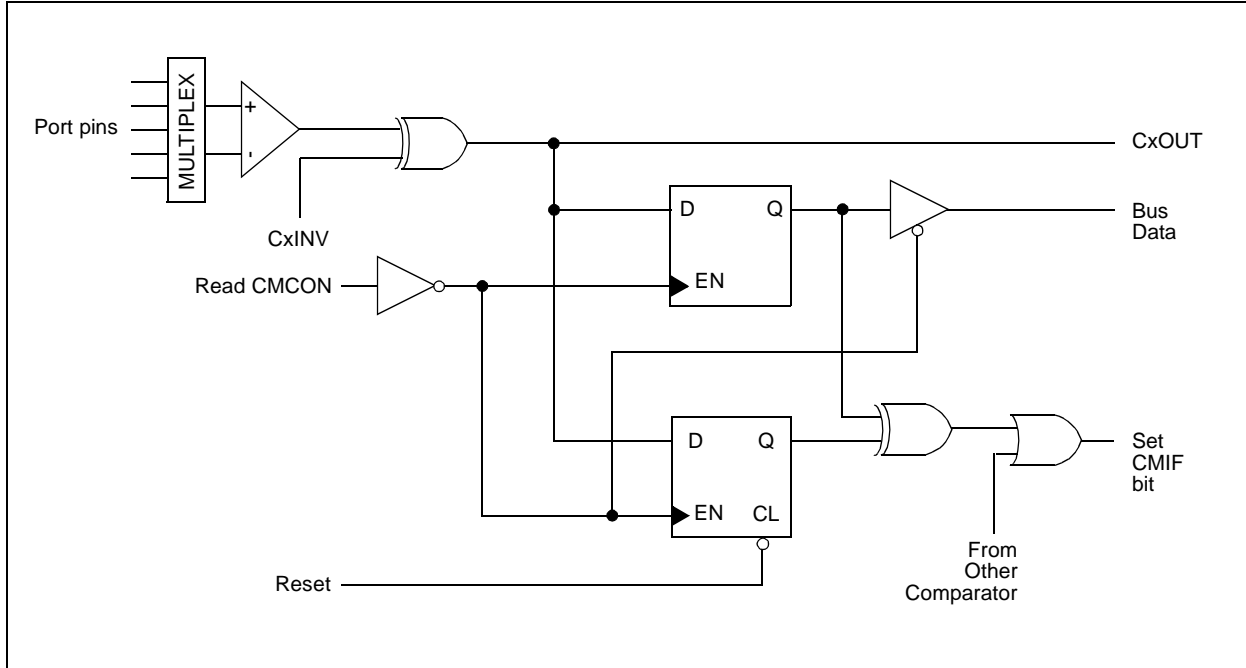 MULTIPLEX
+
-
Port pins
CxINV
CxOUT
D
Q
EN
Bus
Data
Read CMCON
D
Q
EN
CL
Set
CMIF
bit
From
Other
Comparator
Reset